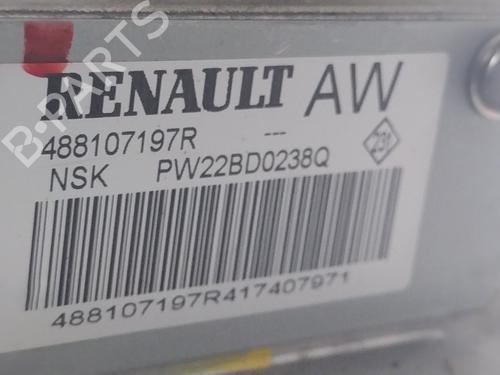 RENAULT AW
488107197R ---
NSK PW22BD0238Q
231
488107197R417407971
B-PARTS